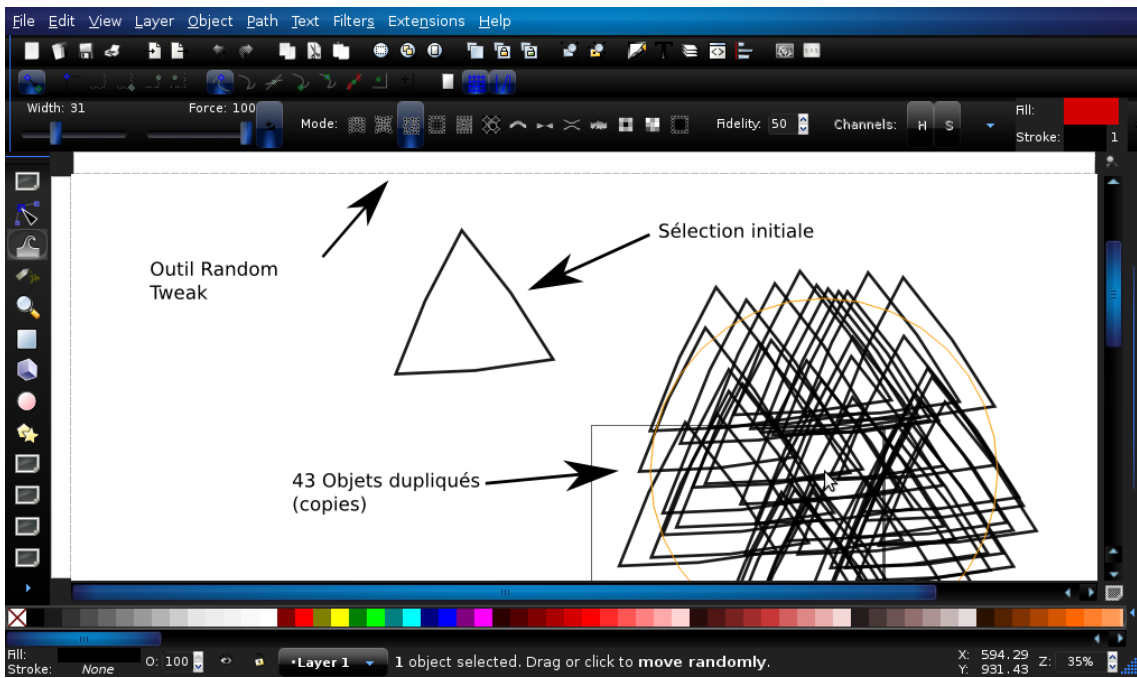 File Edit View Layer Object Path Text Filters Extensions Help
Width: 31 Force: 100 Mode: Fidelity: 50 Channels: H S Fill:
Stroke: 1
Sélection initiale
Outil Random
Tweak
43 Objets dupliqués
(copies)
Fill:
Stroke: None O: 100 •Layer 1 1 object selected. Drag or click to move randomly. X: 594.29 Z: 35%
Y: 931.43